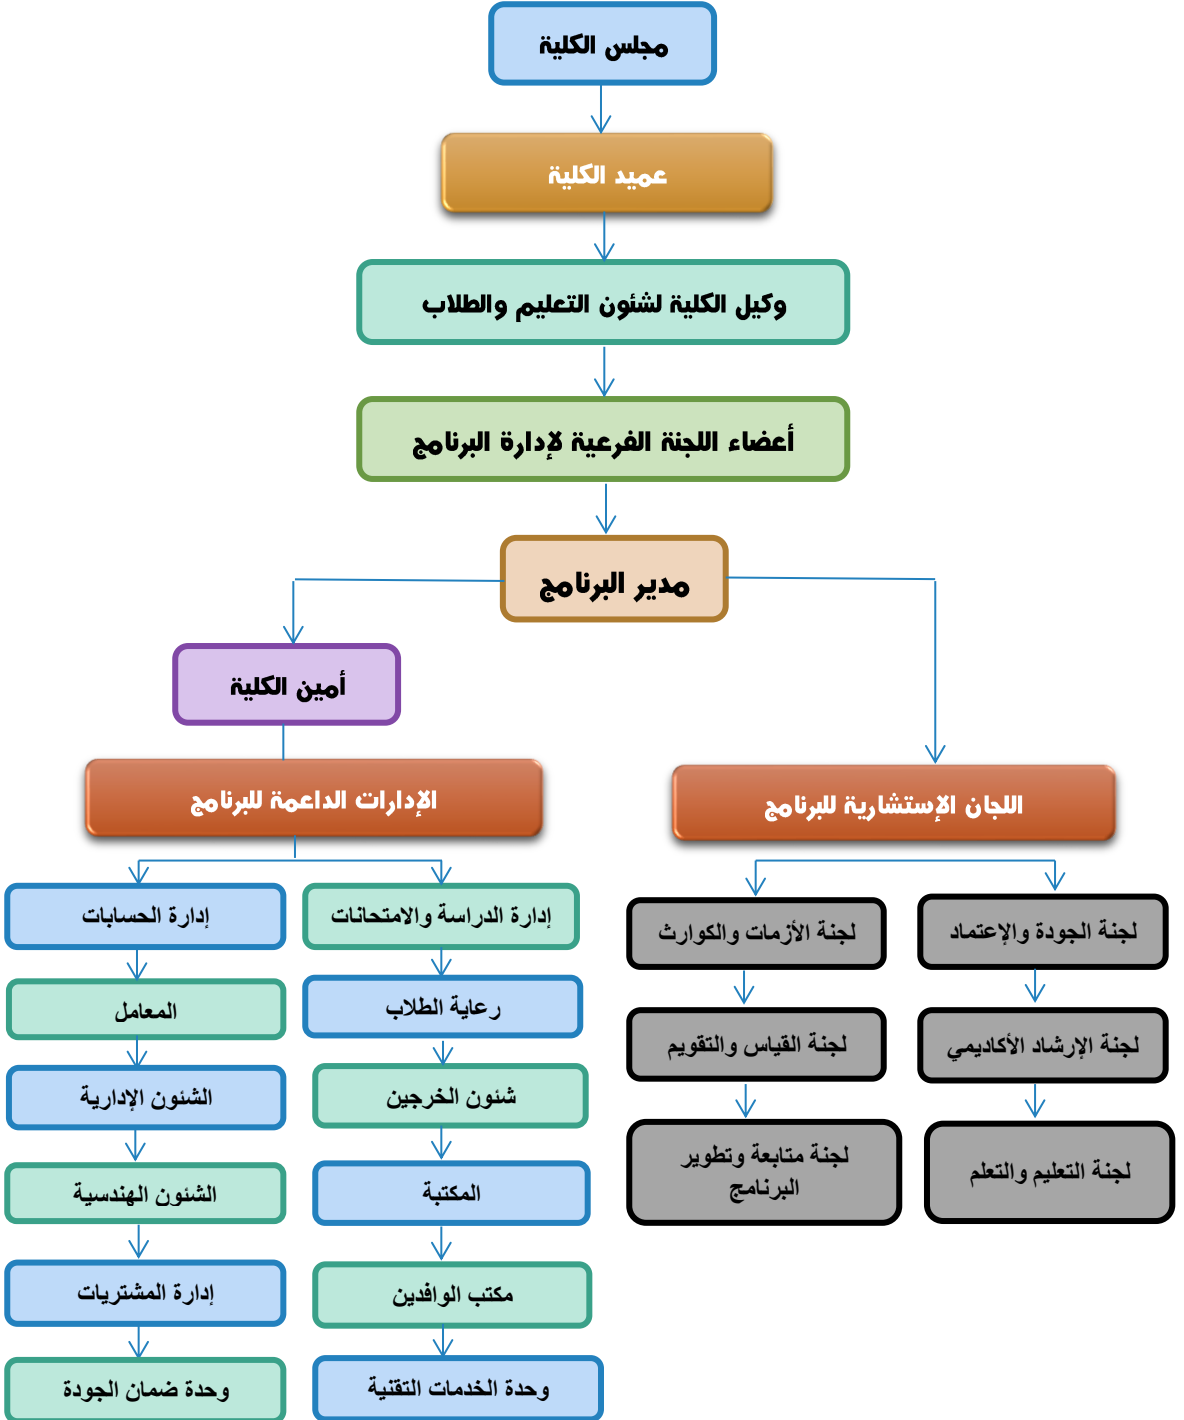 مجلس الكلية
عميد الكلية
وكيل الكلية لشئون التعليم والطلاب
أعضاء اللجنة الفرعية لإدارة البرنامج
مدير البرنامج
أمين الكلية
اللجان الإستشارية للبرنامج
الإدارات الداعمة للبرنامج
لجنة الجودة والإعتماد
لجنة الإرشاد الأكاديمي
لجنة التعليم والتعلم
لجنة الأزمات والكوارث
لجنة القياس والتقويم
لجنة متابعة وتطوير
البرنامج
إدارة الدراسة والامتحانات
رعاية الطلاب
شئون الخرجين
المكتبة
مكتب الوافدين
وحدة الخدمات التقنية
إدارة الحسابات
المعامل
الشئون الإدارية
الشئون الهندسية
إدارة المشتريات
وحدة ضمان الجودة